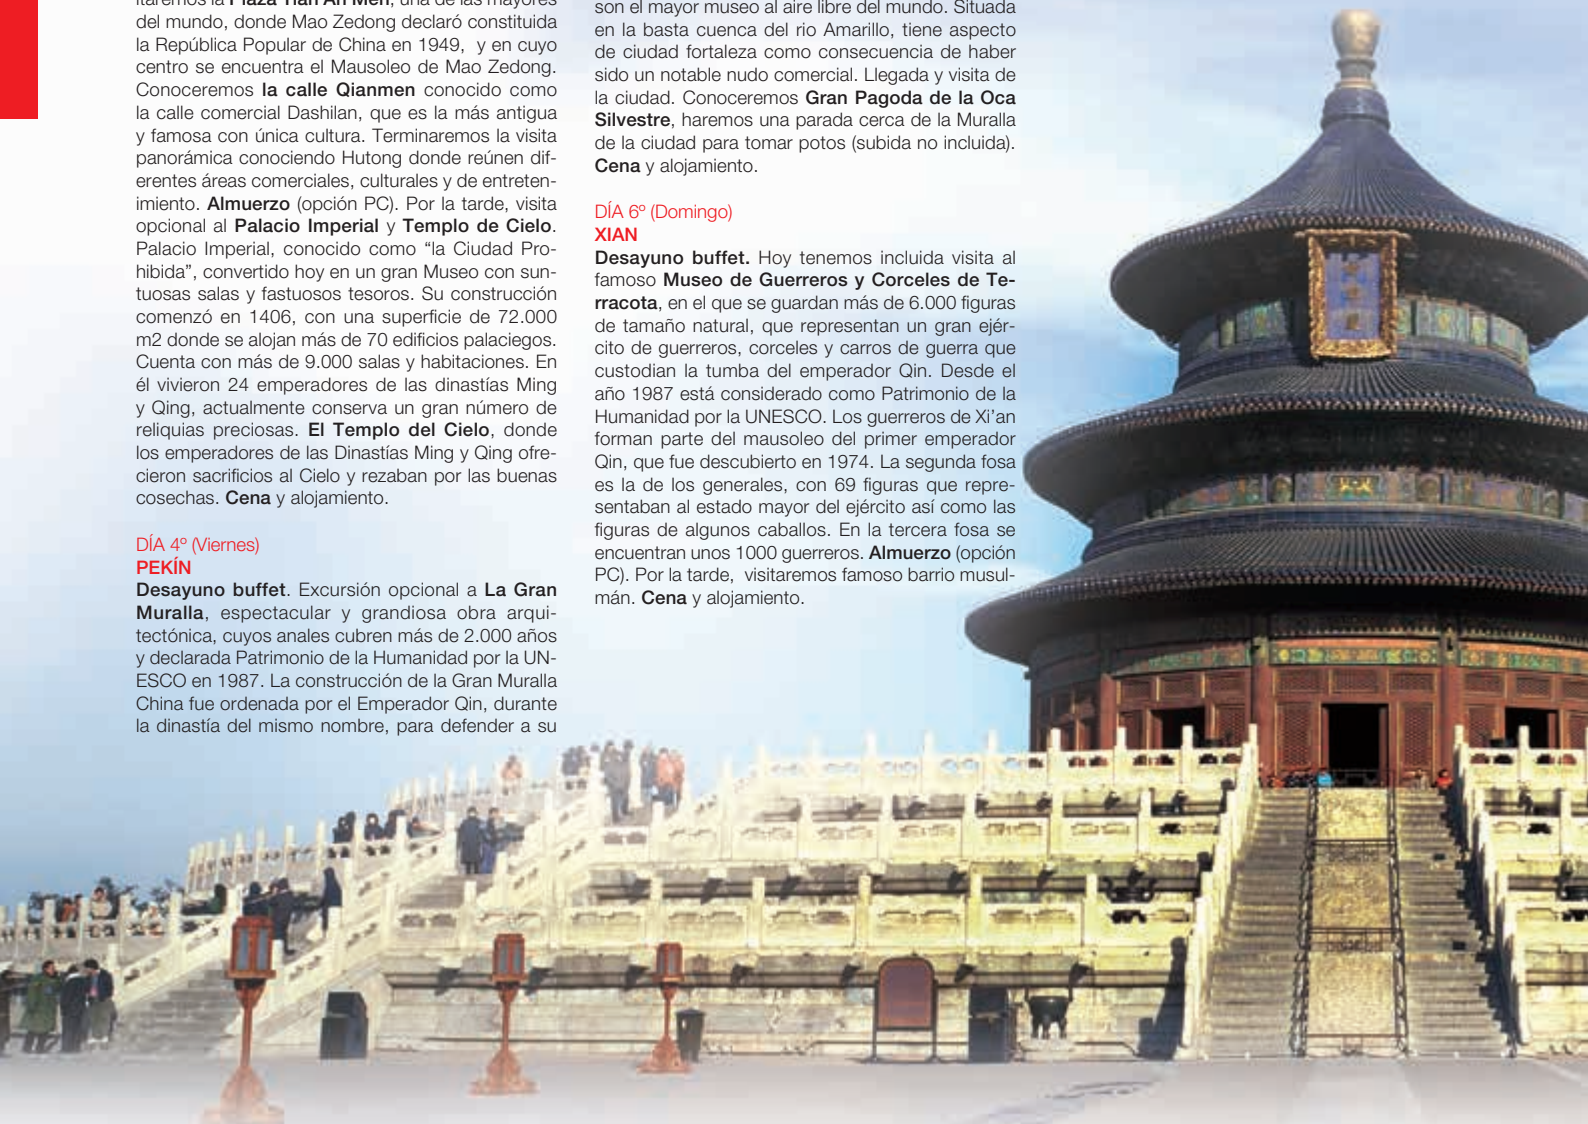 itaremos la Plaza Tian An Men, una de las mayores
del mundo, donde Mao Zedong declaró constituida
la República Popular de China en 1949,  y en cuyo
centro se encuentra el Mausoleo de Mao Zedong.
Conoceremos la calle Qianmen conocido como
la calle comercial Dashilan, que es la más antigua
y famosa con única cultura. Terminaremos la visita
panorámica conociendo Hutong donde reúnen dif-
erentes áreas comerciales, culturales y de entreten-
imiento. Almuerzo (opción PC). Por la tarde, visita
opcional al Palacio Imperial y Templo de Cielo.
Palacio Imperial, conocido como “la Ciudad Pro-
hibida”, convertido hoy en un gran Museo con sun-
tuosas salas y fastuosos tesoros. Su construcción
comenzó en 1406, con una superficie de 72.000
m2 donde se alojan más de 70 edificios palaciegos.
Cuenta con más de 9.000 salas y habitaciones. En
él vivieron 24 emperadores de las dinastías Ming
y Qing, actualmente conserva un gran número de
reliquias preciosas. El Templo del Cielo, donde
los emperadores de las Dinastías Ming y Qing ofre-
cieron sacrificios al Cielo y rezaban por las buenas
cosechas. Cena y alojamiento.
DÍA 4º (Viernes)
PEKÍN
Desayuno buffet. Excursión opcional a La Gran
Muralla, espectacular y grandiosa obra arqui-
tectónica, cuyos anales cubren más de 2.000 años
y declarada Patrimonio de la Humanidad por la UN-
ESCO en 1987. La construcción de la Gran Muralla
China fue ordenada por el Emperador Qin, durante
la dinastía del mismo nombre, para defender a su
son el mayor museo al aire libre del mundo. Situada
en la basta cuenca del rio Amarillo, tiene aspecto
de ciudad fortaleza como consecuencia de haber
sido un notable nudo comercial. Llegada y visita de
la ciudad. Conoceremos Gran Pagoda de la Oca
Silvestre, haremos una parada cerca de la Muralla
de la ciudad para tomar potos (subida no incluida).
Cena y alojamiento.
DÍA 6º (Domingo)
XIAN
Desayuno buffet. Hoy tenemos incluida visita al
famoso Museo de Guerreros y Corceles de Te-
rracota, en el que se guardan más de 6.000 figuras
de tamaño natural, que representan un gran ejér-
cito de guerreros, corceles y carros de guerra que
custodian la tumba del emperador Qin. Desde el
año 1987 está considerado como Patrimonio de la
Humanidad por la UNESCO. Los guerreros de Xi’an
forman parte del mausoleo del primer emperador
Qin, que fue descubierto en 1974. La segunda fosa
es la de los generales, con 69 figuras que repre-
sentaban al estado mayor del ejército así como las
figuras de algunos caballos. En la tercera fosa se
encuentran unos 1000 guerreros. Almuerzo (opción
PC). Por la tarde,  visitaremos famoso barrio musul-
mán. Cena y alojamiento.